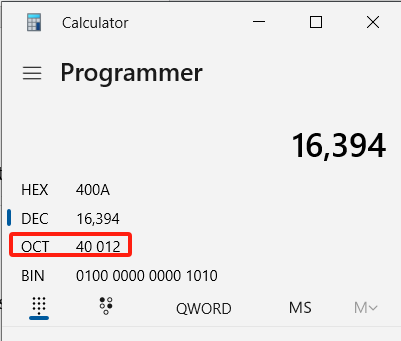 Calculator
Programmer
16,394
HEX 400A
DEC 16,394
OCT 40 012
BIN 0100 0000 0000 1010
QWORD MS M